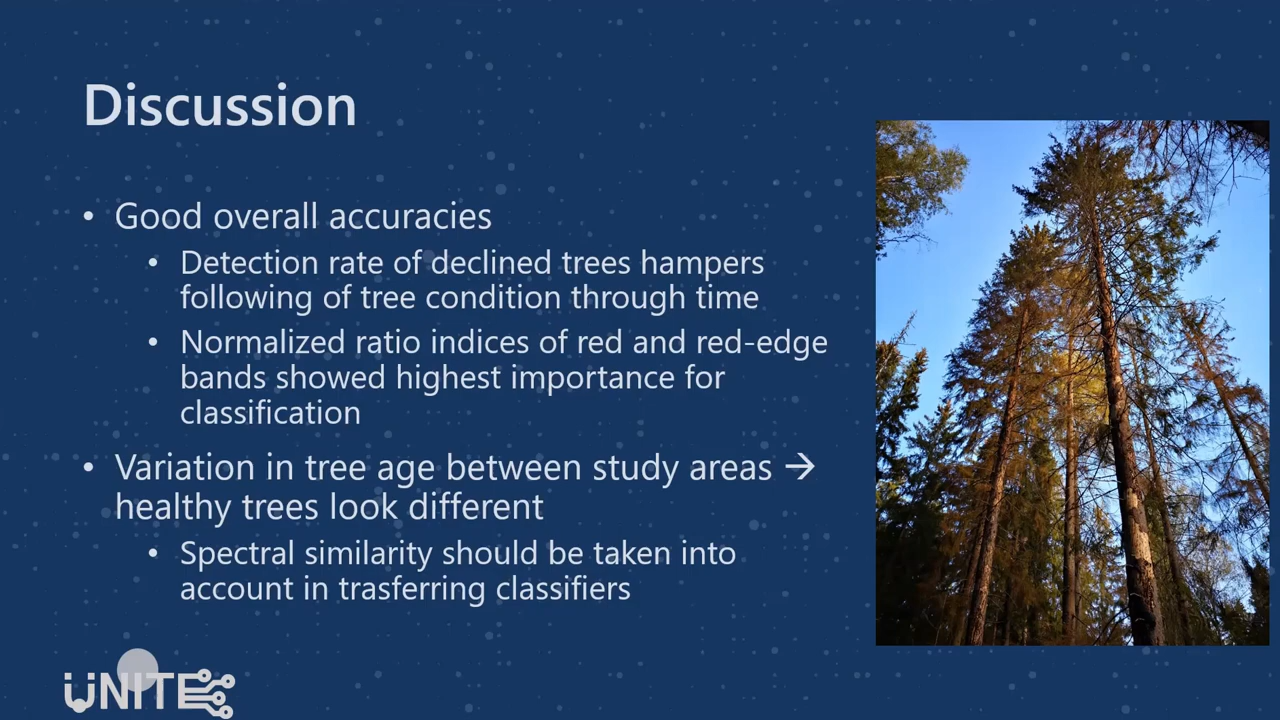 Discussion
• Good overall accuracies
• Detection rate of declined trees hampers
following of tree condition through time
• Normalized ratio indices of red and red-edge
bands showed highest importance for
classification
• Variation in tree age between study areas →
healthy trees look different
• Spectral similarity should be taken into
account in trasferring classifiers
UNITE